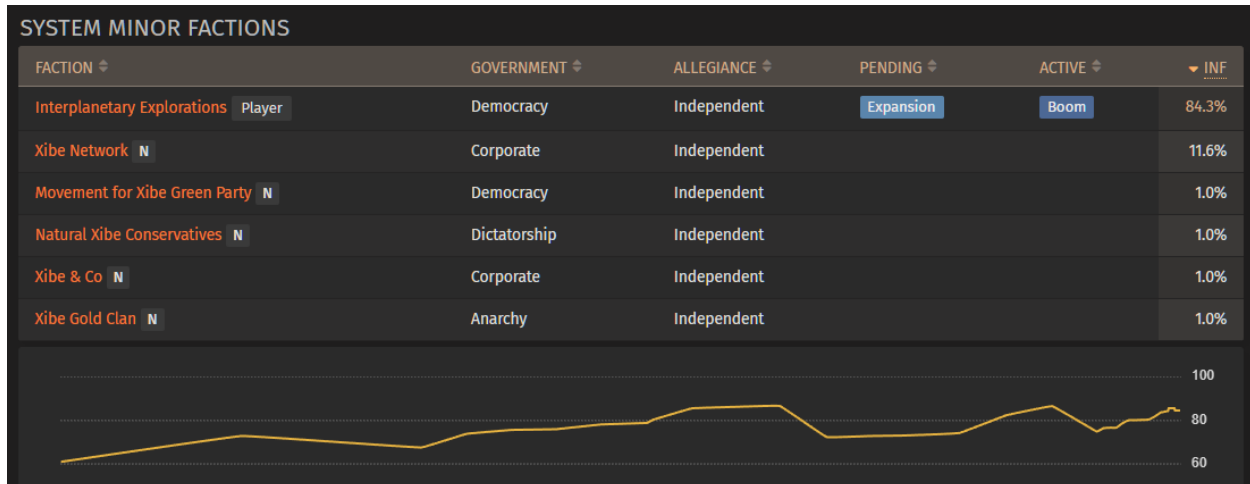 SYSTEM MINOR FACTIONS
FACTION GOVERNMENT ALLEGIANCE PENDING ACTIVE INF
Interplanetary Explorations Player Democracy Independent Expansion Boom 84.3%
Xibe Network N Corporate Independent 11.6%
Movement for Xibe Green Party N Democracy Independent 1.0%
Natural Xibe Conservatives N Dictatorship Independent 1.0%
Xibe & Co N Corporate Independent 1.0%
Xibe Gold Clan N Anarchy Independent 1.0%
100
80
60